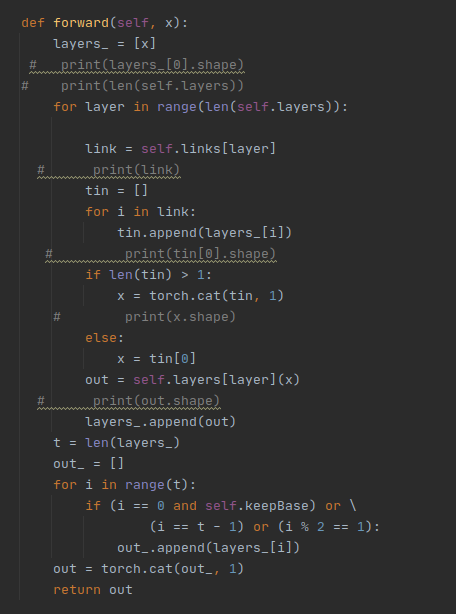 def forward(self, x):
    layers_ = [x]
 #   print(layers_[0].shape)
#    print(len(self.layers))
    for layer in range(len(self.layers)):
        link = self.links[layer]
  #      print(link)
        tin = []
        for i in link:
            tin.append(layers_[i])
   #         print(tin[0].shape)
        if len(tin) > 1:
            x = torch.cat(tin, 1)
    #        print(x.shape)
        else:
            x = tin[0]
        out = self.layers[layer](x)
  #      print(out.shape)
        layers_.append(out)
    t = len(layers_)
    out_ = []
    for i in range(t):
        if (i == 0 and self.keepBase) or \
                (i == t - 1) or (i % 2 == 1):
            out_.append(layers_[i])
    out = torch.cat(out_, 1)
    return out